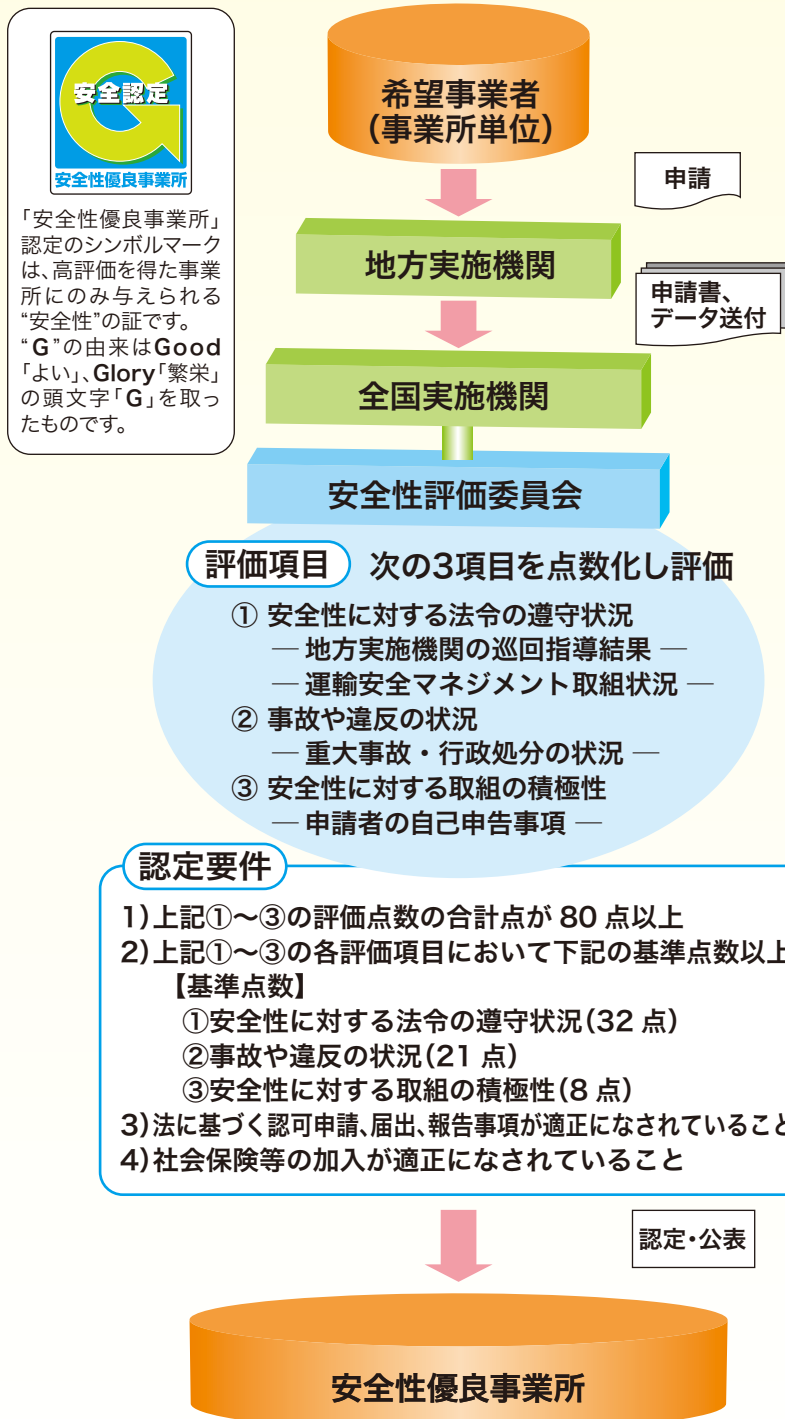 安全認定
安全性優良事業所
「安全性優良事業所」
認定のシンボルマーク
は、高評価を得た事業
所にのみ与えられる
“安全性”の証です。
“G”の由来はGood
「よい」、Glory「繁栄」
の頭文字「G」を取っ
たものです。
希望事業者
(事業所単位)
申請
地方実施機関
申請書、
データ送付
全国実施機関
安全性評価委員会
評価項目 次の3項目を点数化し評価
① 安全性に対する法令の遵守状況
― 地方実施機関の巡回指導結果 ―
― 運輸安全マネジメント取組状況 ―
② 事故や違反の状況
― 重大事故・行政処分の状況 ―
③ 安全性に対する取組の積極性
― 申請者の自己申告事項 ―
認定要件
1)上記①〜③の評価点数の合計点が 80 点以上
2)上記①〜③の各評価項目において下記の基準点数以上
【基準点数】
①安全性に対する法令の遵守状況(32 点)
②事故や違反の状況(21 点)
③安全性に対する取組の積極性(8 点)
3)法に基づく認可申請、届出、報告事項が適正になされていること
4)社会保険等の加入が適正になされていること
認定・公表
安全性優良事業所